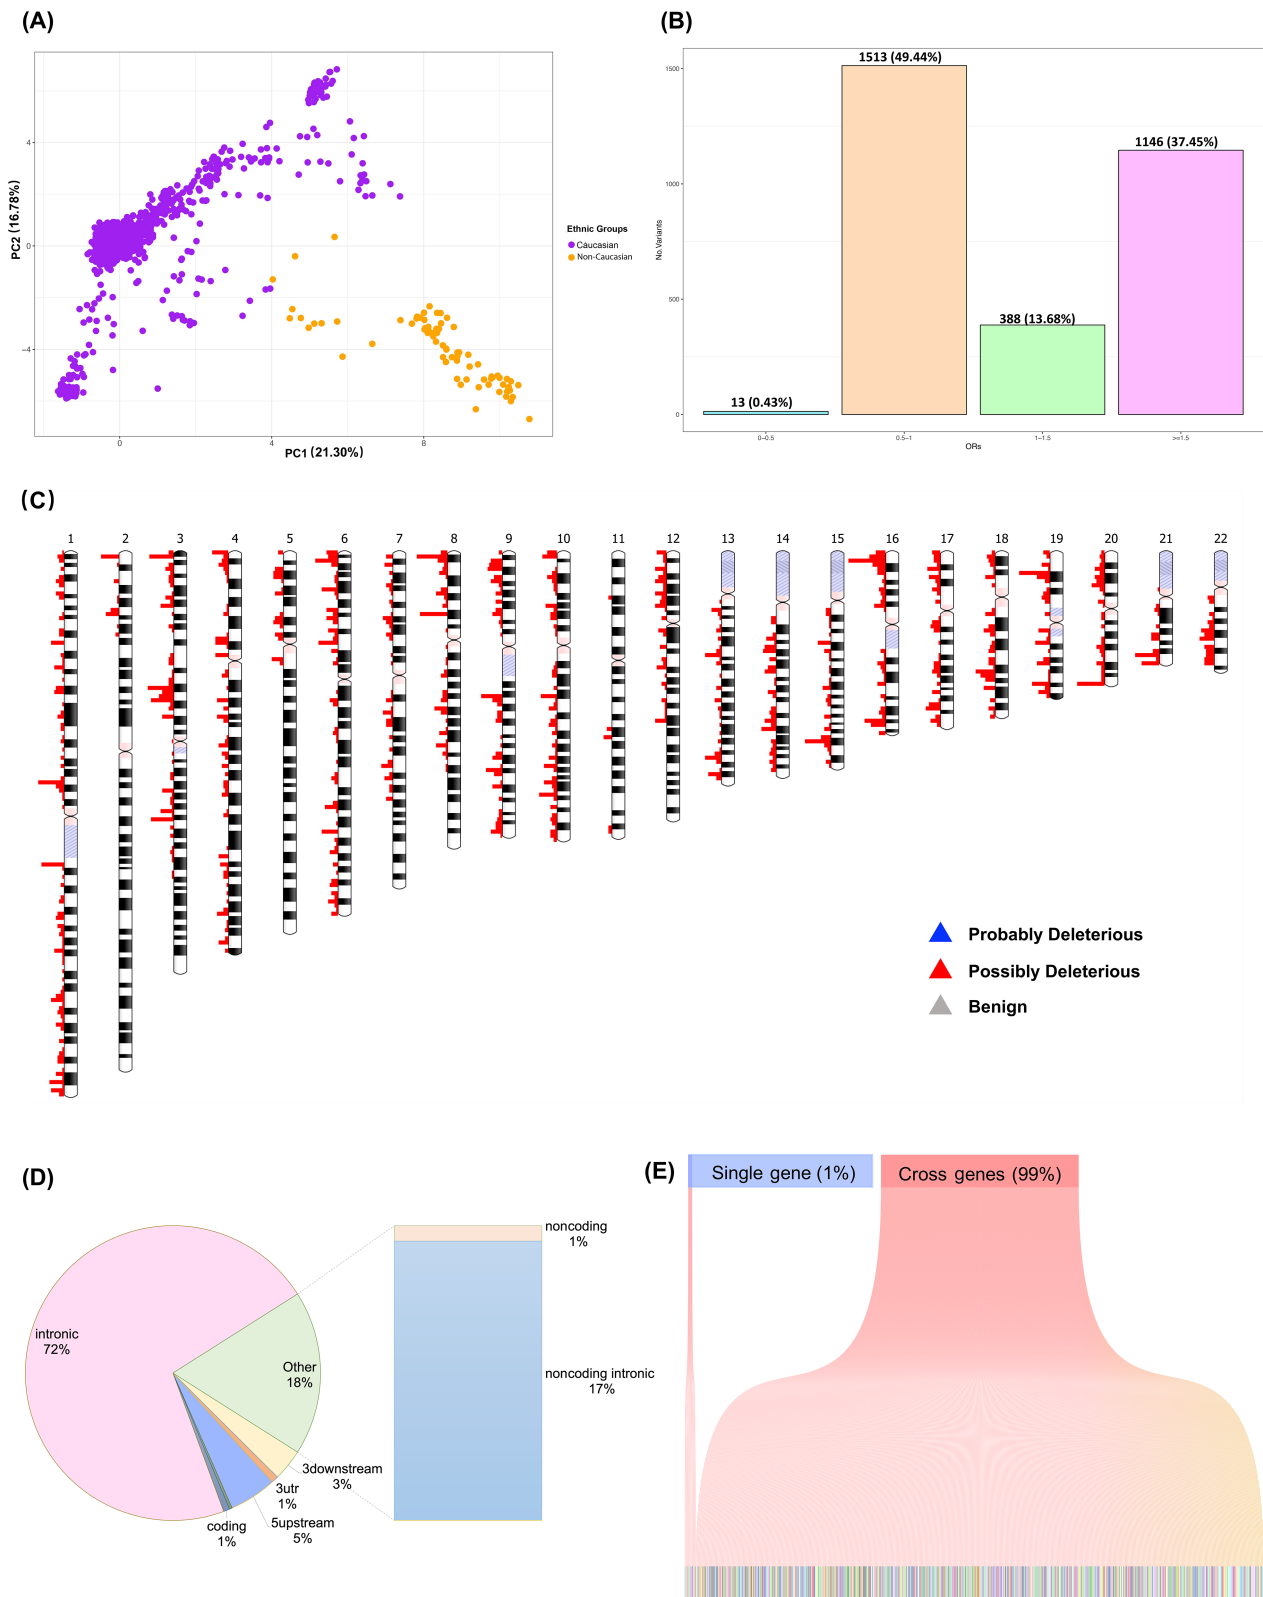 (A)
PC2 (16.78%)
4
0
−4
0
4
8
PC1 (21.30%)
Ethnic Groups
Caucasian
Non-Caucasian
(B)
No.Variants
1500
1000
500
0
13 (0.43%)
1513 (49.44%)
388 (13.68%)
1146 (37.45%)
0−0.5
0.5−1
1−1.5
>=1.5
ORs
(C)
1 2 3 4 5 6 7 8 9 10 11 12 13 14 15 16 17 18 19 20 21 22
Probably Deleterious
Possibly Deleterious
Benign
(D)
intronic
72%
Other
18%
3downstream
3%
3utr
1%
5upstream
5%
coding
1%
noncoding
1%
noncoding intronic
17%
(E)
Single gene (1%)
Cross genes (99%)